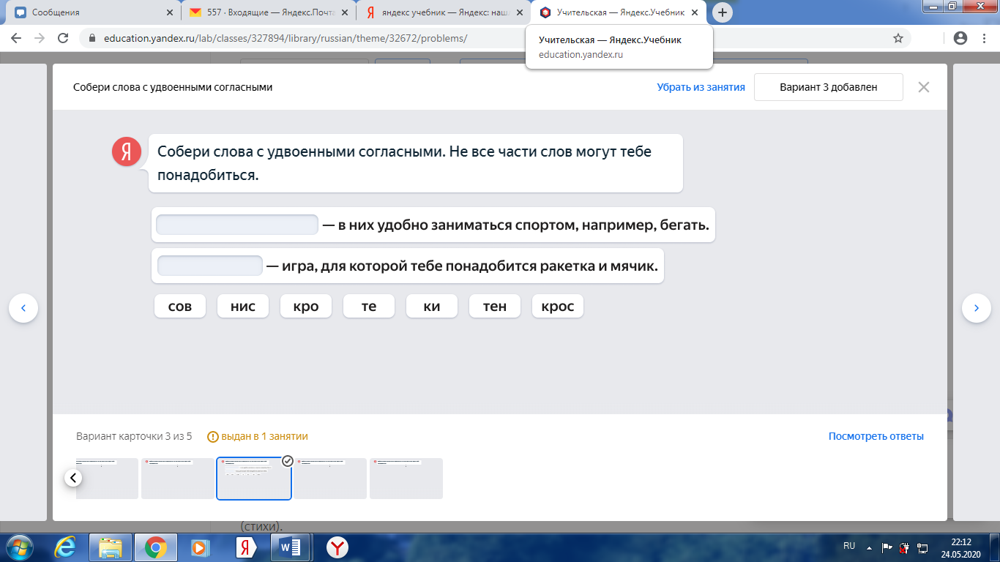 Сообщения
557 · Входящие — Яндекс.Почта
яндекс учебник — Яндекс: наш
Учительская — Яндекс.Учебник
education.yandex.ru/lab/classes/327894/library/russian/theme/32672/problems/
Учительская — Яндекс.Учебник
education.yandex.ru
Собери слова с удвоенными согласными
Убрать из занятия
Вариант 3 добавлен
Я
Собери слова с удвоенными согласными. Не все части слов могут тебе
понадобиться.
— в них удобно заниматься спортом, например, бегать.
— игра, для которой тебе понадобится ракетка и мячик.
сов нис кро те ки тен крос
Вариант карточки 3 из 5
выдан в 1 занятии
Посмотреть ответы
(стихи).
RU
22:12
24.05.2020